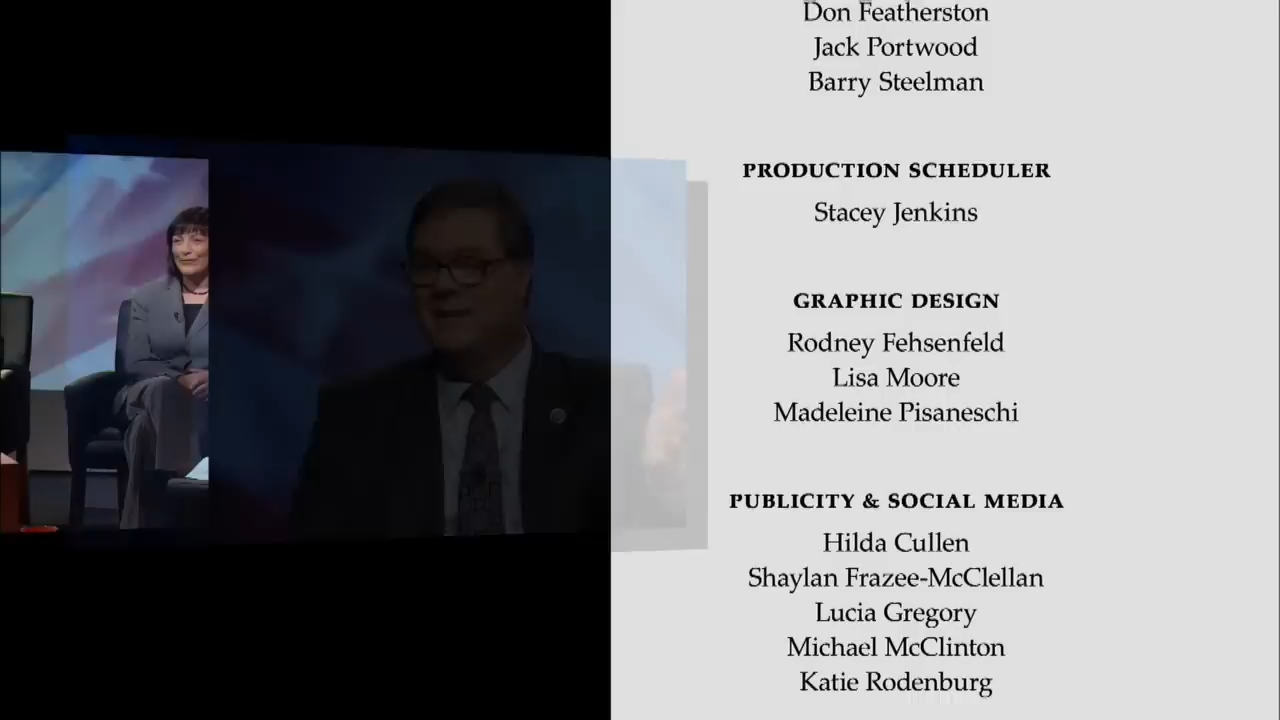 Don Featherston
Jack Portwood
Barry Steelman
PRODUCTION SCHEDULER
Stacey Jenkins
GRAPHIC DESIGN
Rodney Fehsenfeld
Lisa Moore
Madeleine Pisaneschi
PUBLICITY & SOCIAL MEDIA
Hilda Cullen
Shaylan Frazee-McClellan
Lucia Gregory
Michael McClinton
Katie Rodenburg